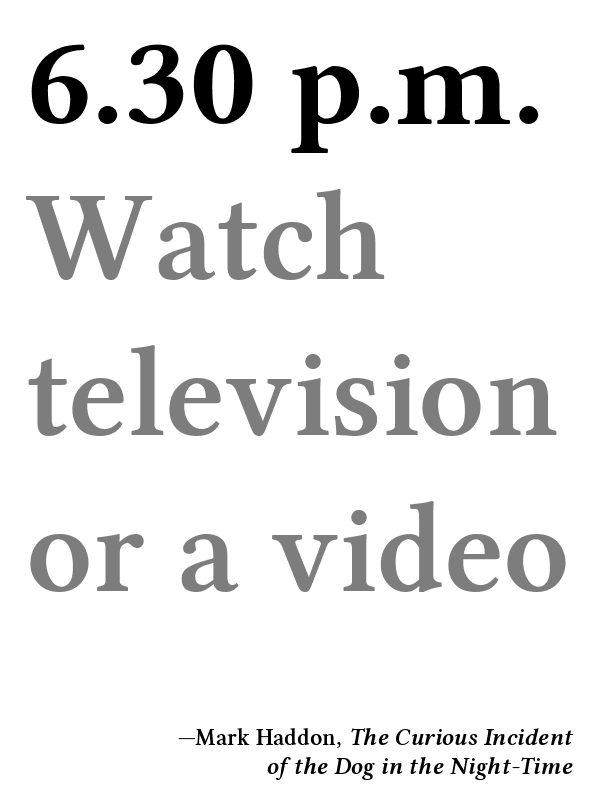 6.30 p.m.
Watch
television
or a video
—Mark Haddon, The Curious Incident
of the Dog in the Night-Time